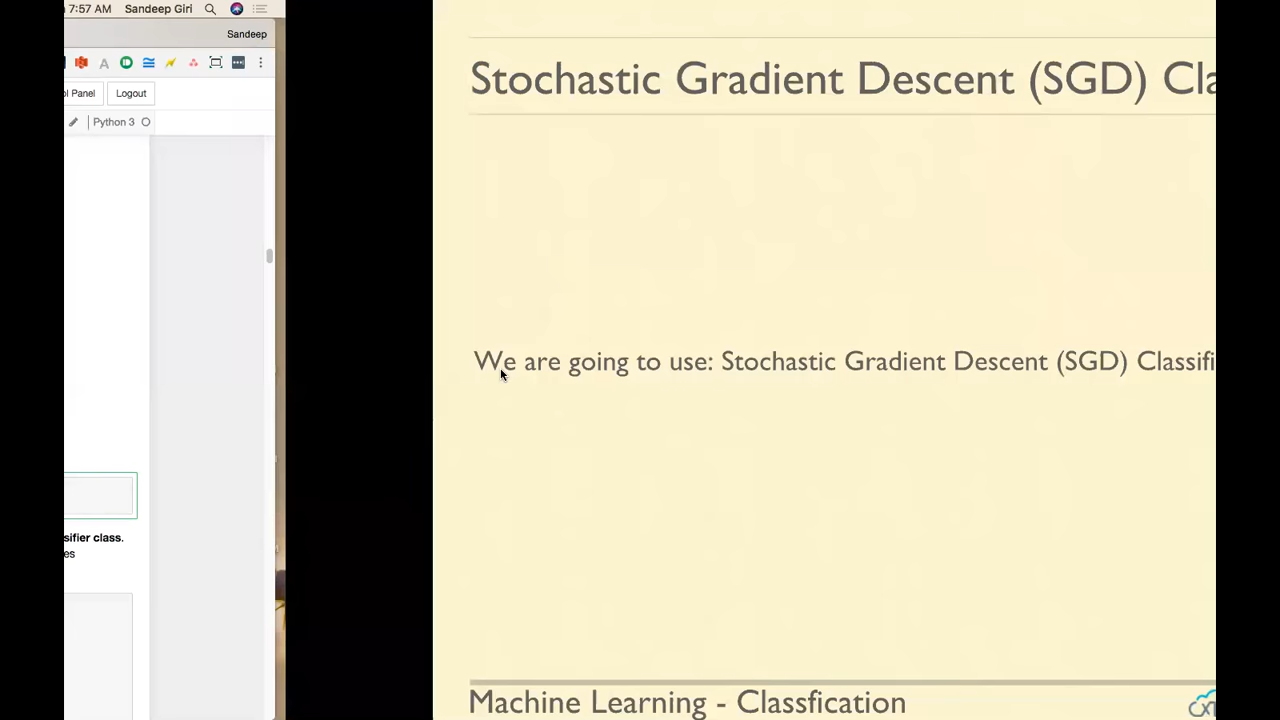 7:57 AM Sandeep Giri
Sandeep
Logout
Python 3
sifier class.
es
Stochastic Gradient Descent (SGD) Cla
We are going to use: Stochastic Gradient Descent (SGD) Classifi
Machine Learning - Classfication